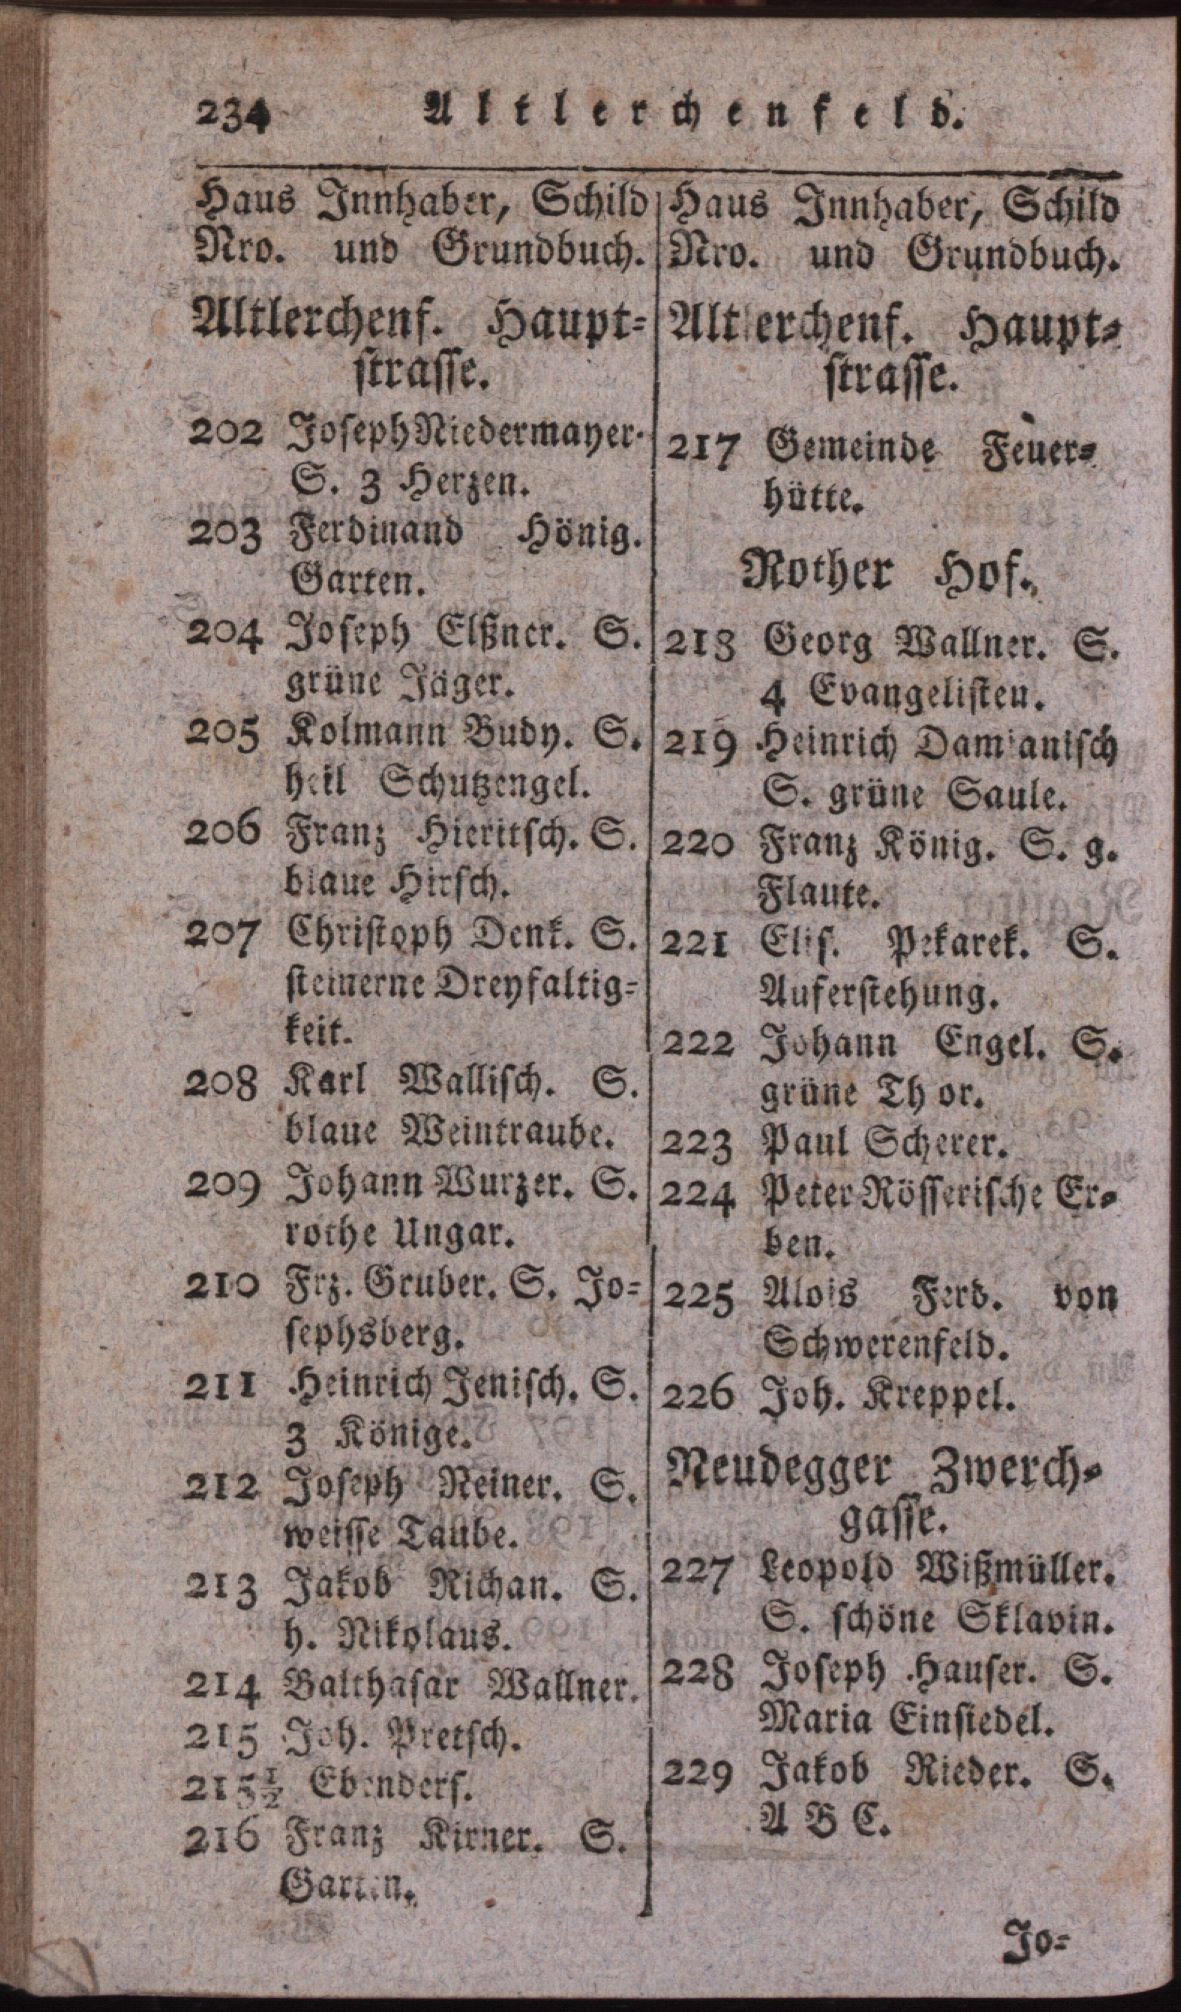 234 Altlerchenfeld.
Haus Innhaber, Schild
Nro. und Grundbuch.
Altlerchenf. Haupt-
strasse.
202 Joseph Niedermayer.
S. 3 Herzen.
203 Ferdinand Hönig.
Garten.
204 Joseph Elßner. S.
grüne Jäger.
205 Kolmann Budy. S.
heil Schutzengel.
206 Franz Hieritsch. S.
blaue Hirsch.
207 Christoph Denk. S.
steinerne Dreyfaltig-
keit.
208 Karl Wallisch. S.
blaue Weintraube.
209 Johann Wurzer. S.
rothe Ungar.
210 Frz. Gruber. S. Jo-
sephsberg.
211 Heinrich Jenisch. S.
3 Könige.
212 Joseph Reiner. S.
weisse Taube.
213 Jakob Richan. S.
h. Nikolaus.
214 Balthasar Wallner.
215 Joh. Pretsch.
215½ Ebenders.
216 Franz Kirner. S.
Garten.
Haus Innhaber, Schild
Nro. und Grundbuch.
Altlerchenf. Haupt-
strasse.
217 Gemeinde Feuer-
hütte.
Rother Hof.
218 Georg Wallner. S.
4 Evangelisten.
219 Heinrich Damianisch
S. grüne Saule.
220 Franz König. S. g.
Flaute.
221 Elis. Pekarek. S.
Auferstehung.
222 Johann Engel. S.
grüne Thor.
223 Paul Scherer.
224 Peter Rösserische Er-
ben.
225 Alois Ferd. von
Schwerenfeld.
226 Joh. Kreppel.
Neudegger Zwerch-
gasse.
227 Leopold Wißmüller.
S. schöne Sklavin.
228 Joseph Hauser. S.
Maria Einsiedel.
229 Jakob Rieder. S.
A B C.
Jo-